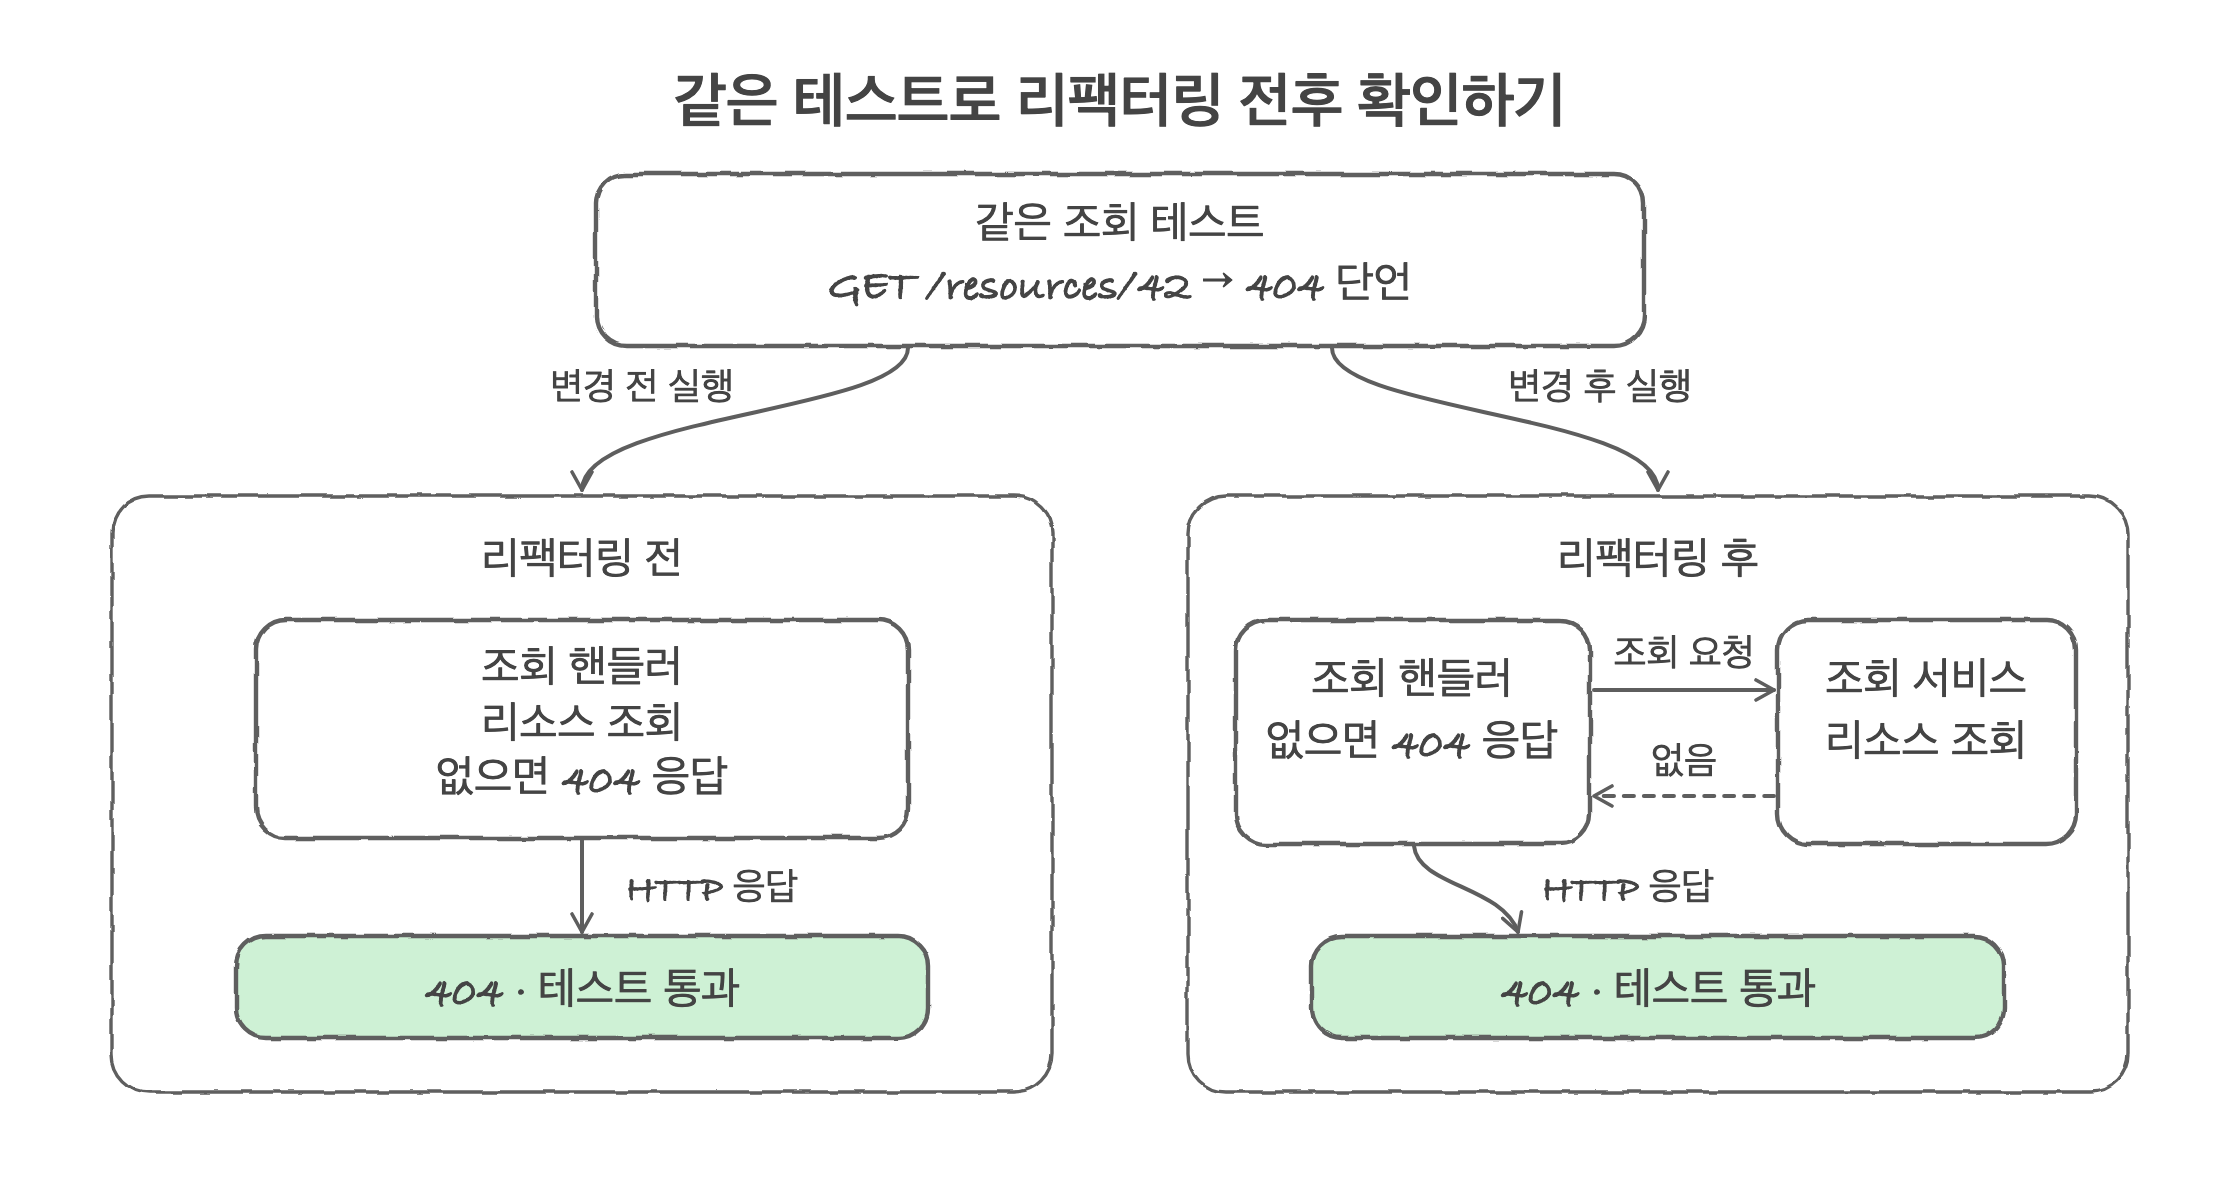 같은 테스트로 리팩터링 전후 확인하기
같은 조회 테스트
GET /resources/42 → 404 단언
변경 전 실행
변경 후 실행
리팩터링 전
조회 핸들러
리소스 조회
없으면 404 응답
HTTP 응답
404 · 테스트 통과
리팩터링 후
조회 핸들러
없으면 404 응답
조회 요청
없음
조회 서비스
리소스 조회
HTTP 응답
404 · 테스트 통과